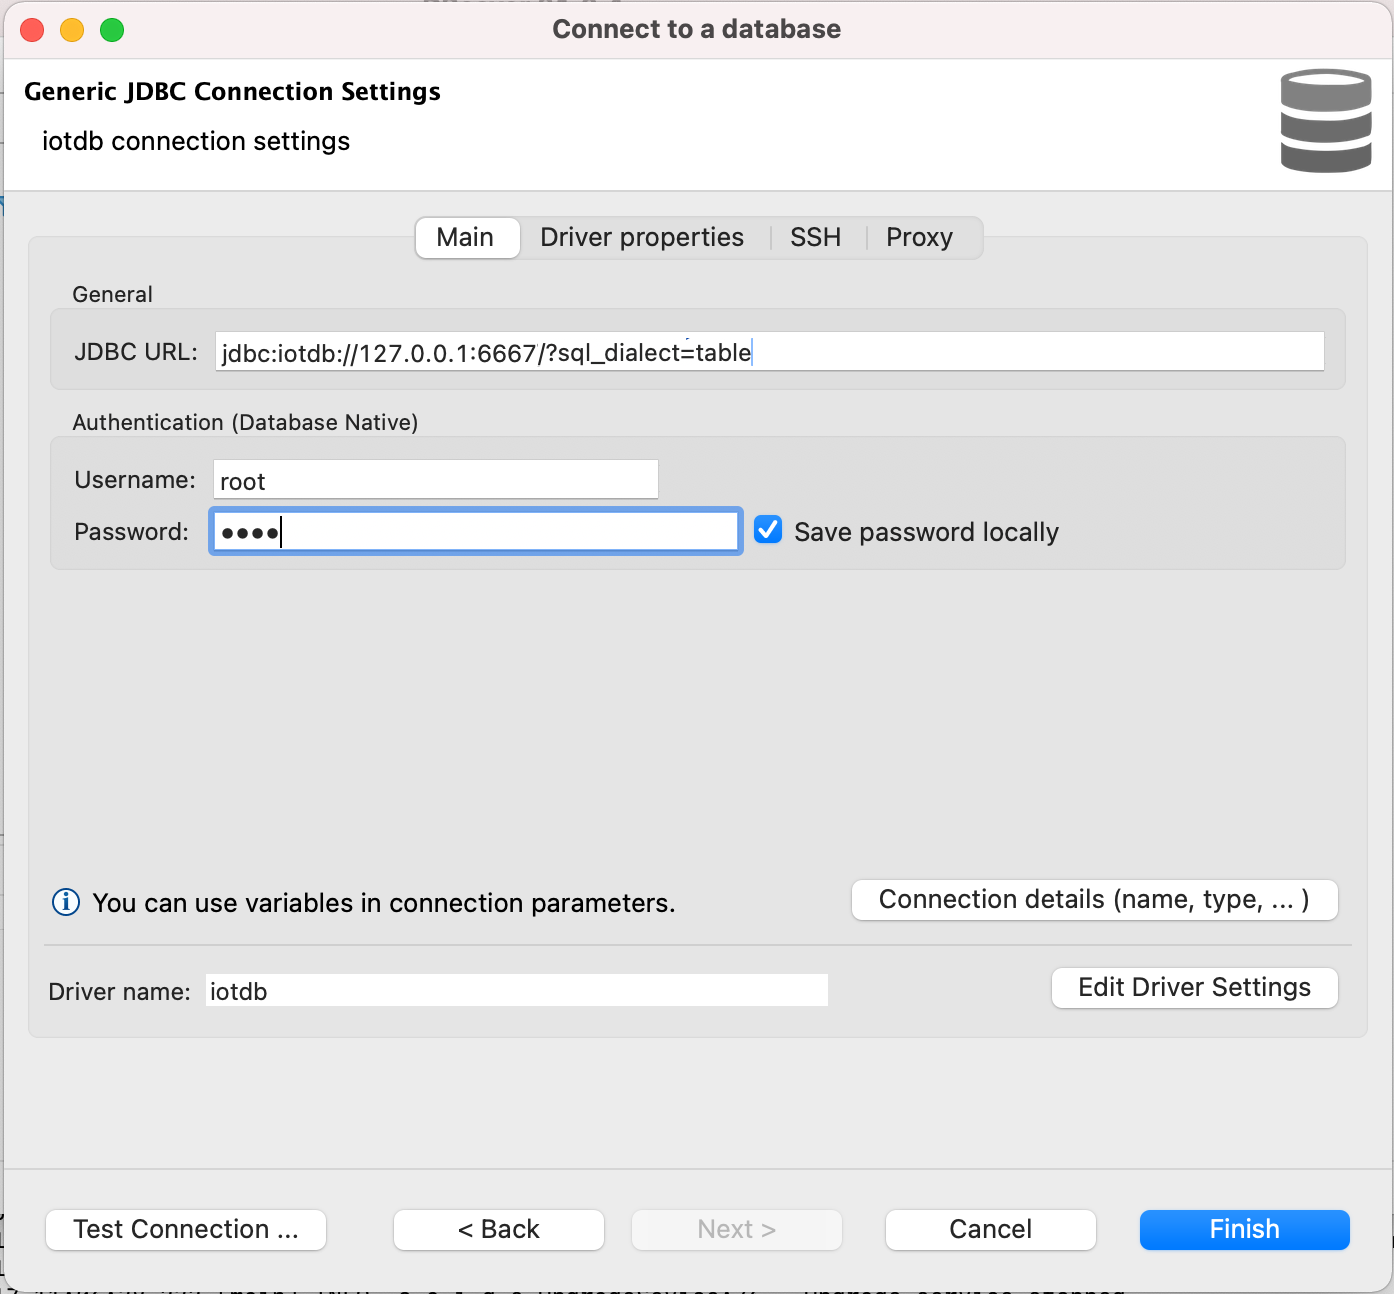 Connect to a database
Generic JDBC Connection Settings
iotdb connection settings
Main Driver properties SSH Proxy
General
JDBC URL: jdbc:iotdb://127.0.0.1:6667/?sql_dialect=table
Authentication (Database Native)
Username: root
Password: ●●●●
Save password locally
You can use variables in connection parameters.
Connection details (name, type, ... )
Driver name: iotdb
Edit Driver Settings
Test Connection ... < Back Next > Cancel Finish